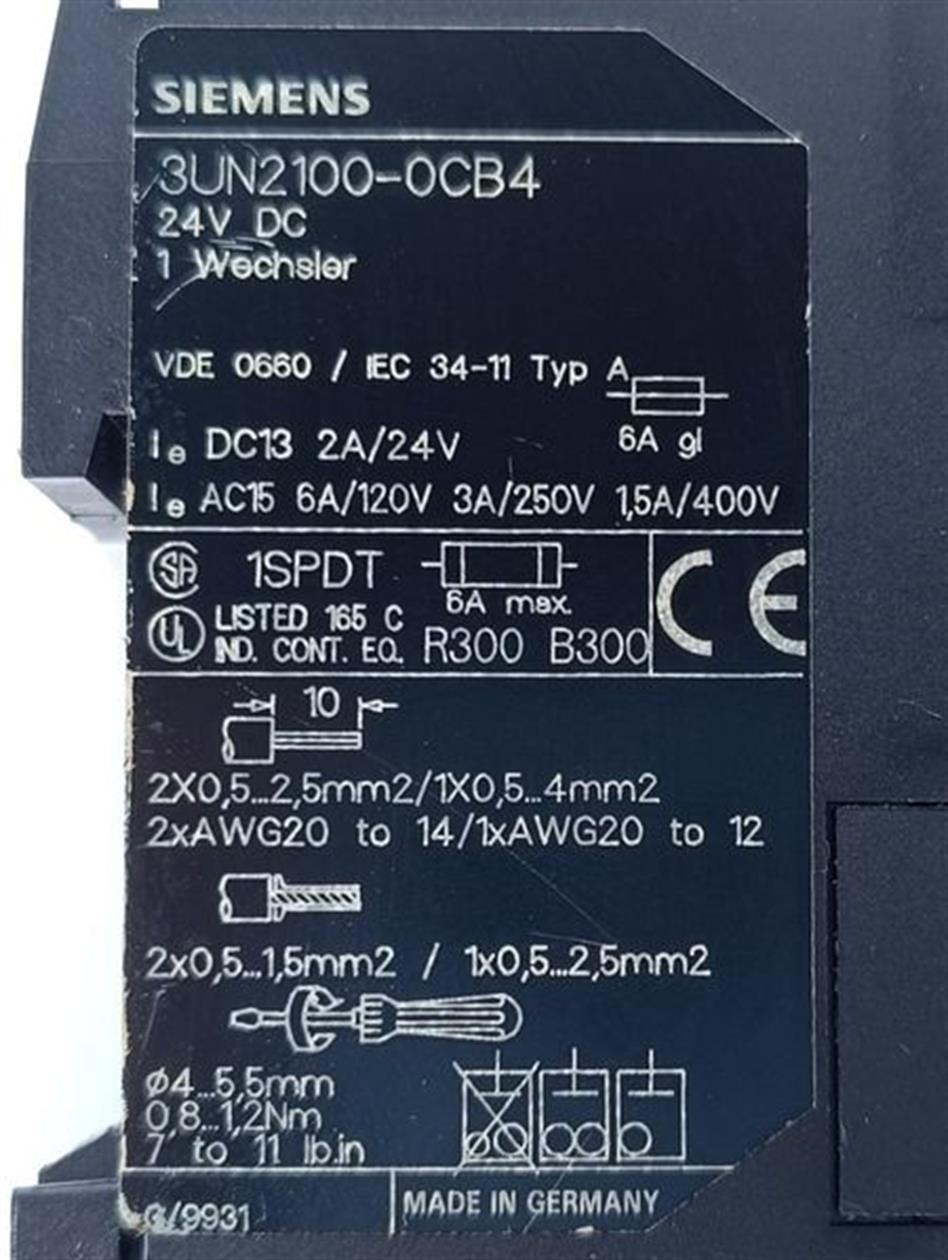 SIEMENS
3UN2100-0CB4
24V DC
1 Wechsler
VDE 0660 / IEC 34-11 Typ A
6A gl
Ie DC13 2A/24V
Ie AC15 6A/120V 3A/250V 1,5A/400V
SA 1SPDT
6A max.
UL LISTED 165 C
IND. CONT. EQ. R300 B300
CE
10
2X0,5...2,5mm2/1X0,5...4mm2
2xAWG20 to 14/1xAWG20 to 12
2x0,5...1,5mm2 / 1x0,5...2,5mm2
ø4...5,5mm
0,8...1,2Nm
7 to 11 lb.in
G/9931
MADE IN GERMANY